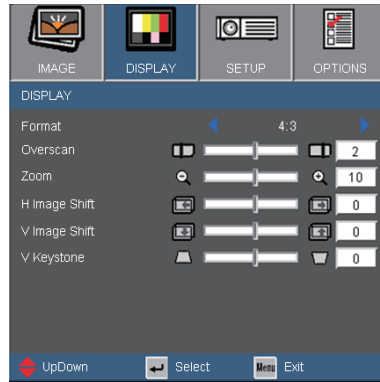 IMAGE DISPLAY SETUP OPTIONS
DISPLAY
Format 4:3
Overscan 2
Zoom 10
H Image Shift 0
V Image Shift 0
V Keystone 0
UpDown Select Menu Exit